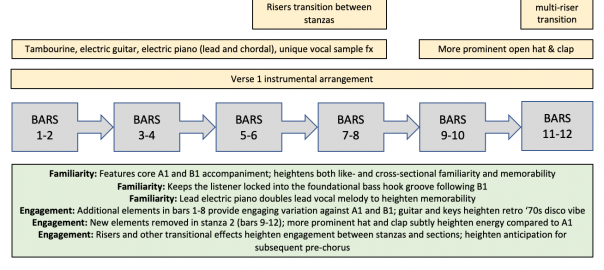 Risers transition between
stanzas
multi-riser
transition
Tambourine, electric guitar, electric piano (lead and chordal), unique vocal sample fx
More prominent open hat & clap
Verse 1 instrumental arrangement
BARS
1-2
BARS
3-4
BARS
5-6
BARS
7-8
BARS
9-10
BARS
11-12
Familiarity: Features core A1 and B1 accompaniment; heightens both like- and cross-sectional familiarity and memorability
Familiarity: Keeps the listener locked into the foundational bass hook groove following B1
Familiarity: Lead electric piano doubles lead vocal melody to heighten memorability
Engagement: Additional elements in bars 1-8 provide engaging variation against A1 and B1; guitar and keys heighten retro ‘70s disco vibe
Engagement: New elements removed in stanza 2 (bars 9-12); more prominent hat and clap subtly heighten energy compared to A1
Engagement: Risers and other transitional effects heighten engagement between stanzas and sections; heighten anticipation for
subsequent pre-chorus